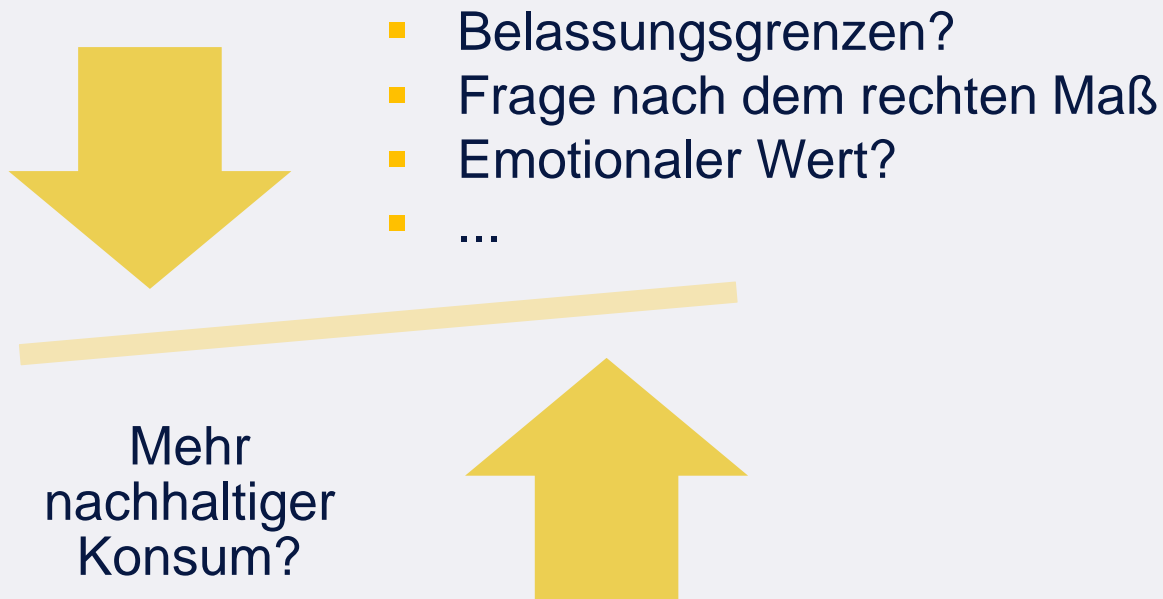 Belassungsgrenzen?
Frage nach dem rechten Maß
Emotionaler Wert?
...
Mehr
nachhaltiger
Konsum?